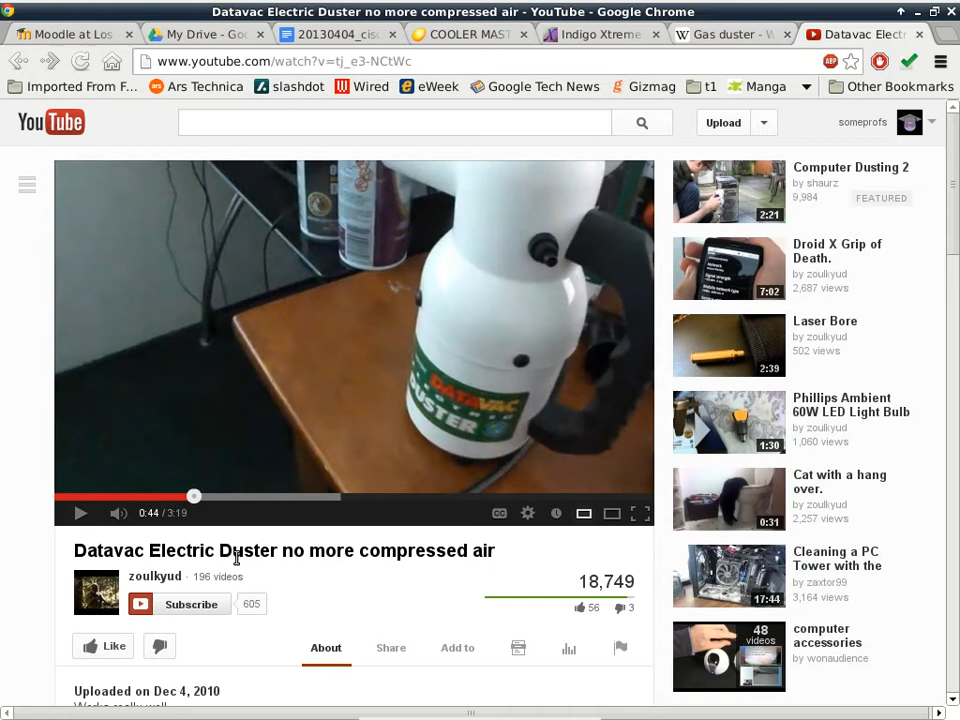 Datavac Electric Duster no more compressed air - YouTube - Google Chrome
Moodle at Los
My Drive - Goo
20130404_cis
COOLER MAST
Indigo Xtreme
Gas duster - W
Datavac Electr
www.youtube.com/watch?v=tj_e3-NCtWc
ABP
Imported From F...
Ars Technica
slashdot
Wired
eWeek
Google Tech News
Gizmag
t1
Manga
Other Bookmarks
YouTube
Upload
someprofs
DATAVAC
DUSTER
0:44 / 3:19
CC
Datavac Electric Duster no more compressed air
zoulkyud · 196 videos
Subscribe
605
18,749
56
3
Like
About
Share
Add to
Uploaded on Dec 4, 2010
Works really well
2:21
Computer Dusting 2
by shaurz
9,984
FEATURED
7:02
Droid X Grip of
Death.
by zoulkyud
2,687 views
2:39
Laser Bore
by zoulkyud
502 views
1:30
Phillips Ambient
60W LED Light Bulb
by zoulkyud
1,060 views
0:31
Cat with a hang
over.
by zoulkyud
2,257 views
17:44
Cleaning a PC
Tower with the
by zaxtor99
3,164 views
48
videos
computer
accessories
by wonaudience